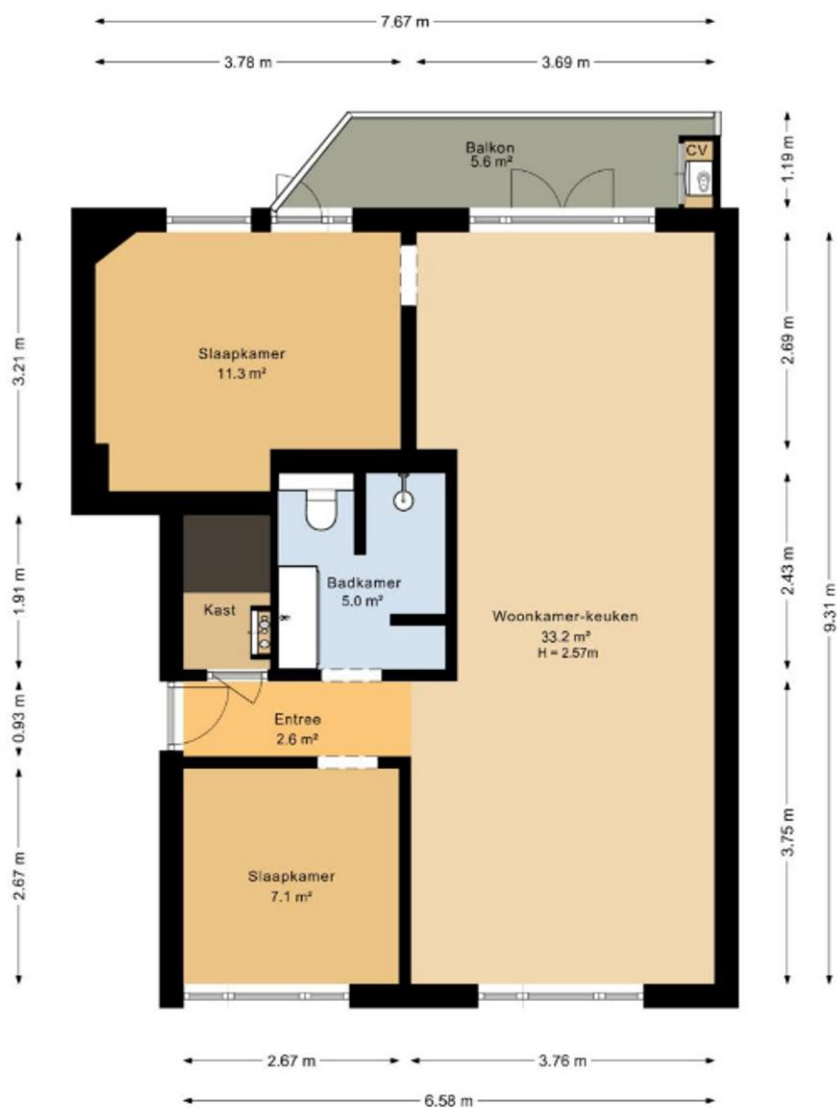 7.67 m
3.78 m
3.69 m
Balkon
5.6 m²
CV
1.19 m
Slaapkamer
11.3 m²
3.21 m
2.69 m
9.31 m
1.91 m
Kast
Badkamer
5.0 m²
2.43 m
Woonkamer-keuken
33.2 m²
H = 2.57m
0.93 m
Entree
2.6 m²
2.67 m
Slaapkamer
7.1 m²
3.75 m
2.67 m
3.76 m
6.58 m